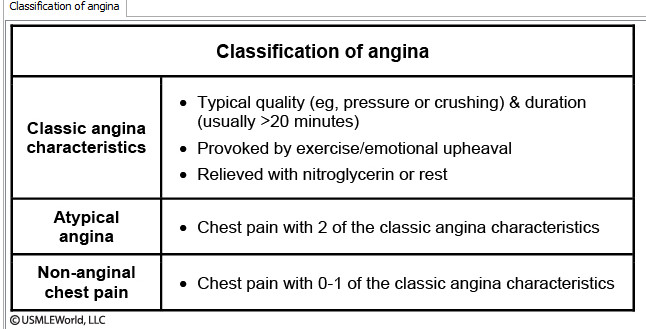 Classification of angina
Classification of angina
Classic angina
characteristics
• Typical quality (eg, pressure or crushing) & duration
(usually >20 minutes)
• Provoked by exercise/emotional upheaval
• Relieved with nitroglycerin or rest
Atypical
angina
• Chest pain with 2 of the classic angina characteristics
Non-anginal
chest pain
• Chest pain with 0-1 of the classic angina characteristics
© USMLEWorld, LLC